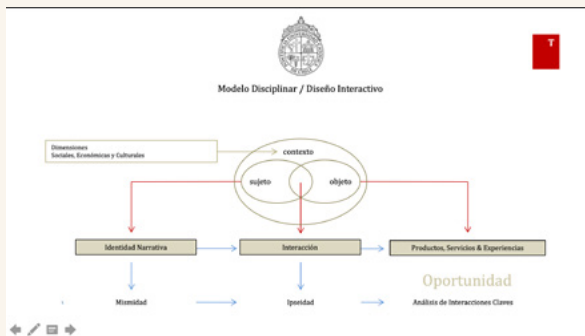 T
Modelo Disciplinar / Diseño Interactivo
Dimensiones
Sociales, Económicas y Culturales
contexto
sujeto
objeto
Identidad Narrativa
Interacción
Productos, Servicios & Experiencias
Oportunidad
Mismidad
Ipseidad
Análisis de Interacciones Claves